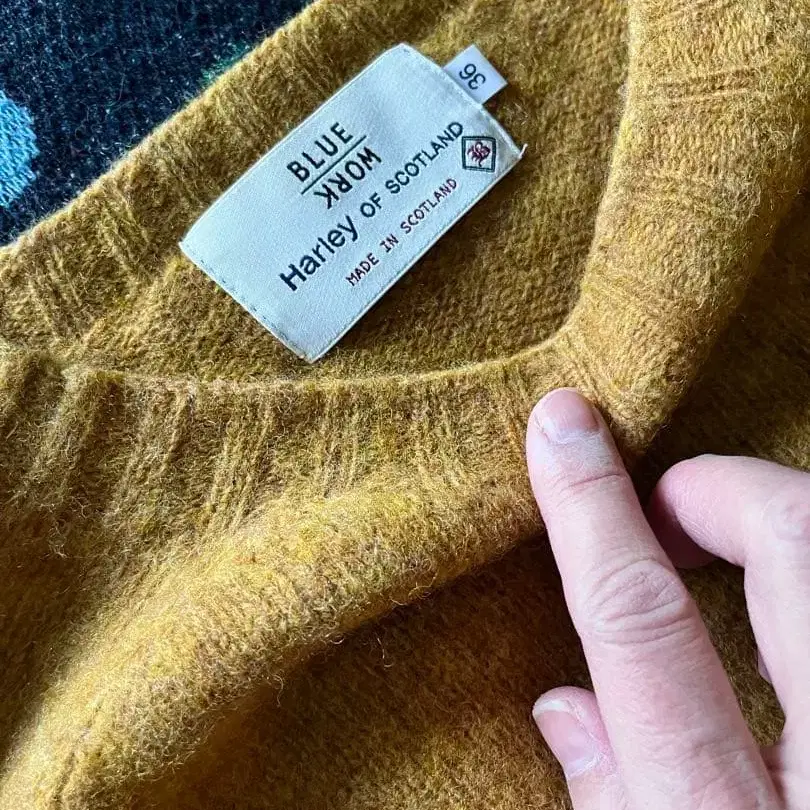 36
BLUE
WORK
Harley OF SCOTLAND
MADE IN SCOTLAND